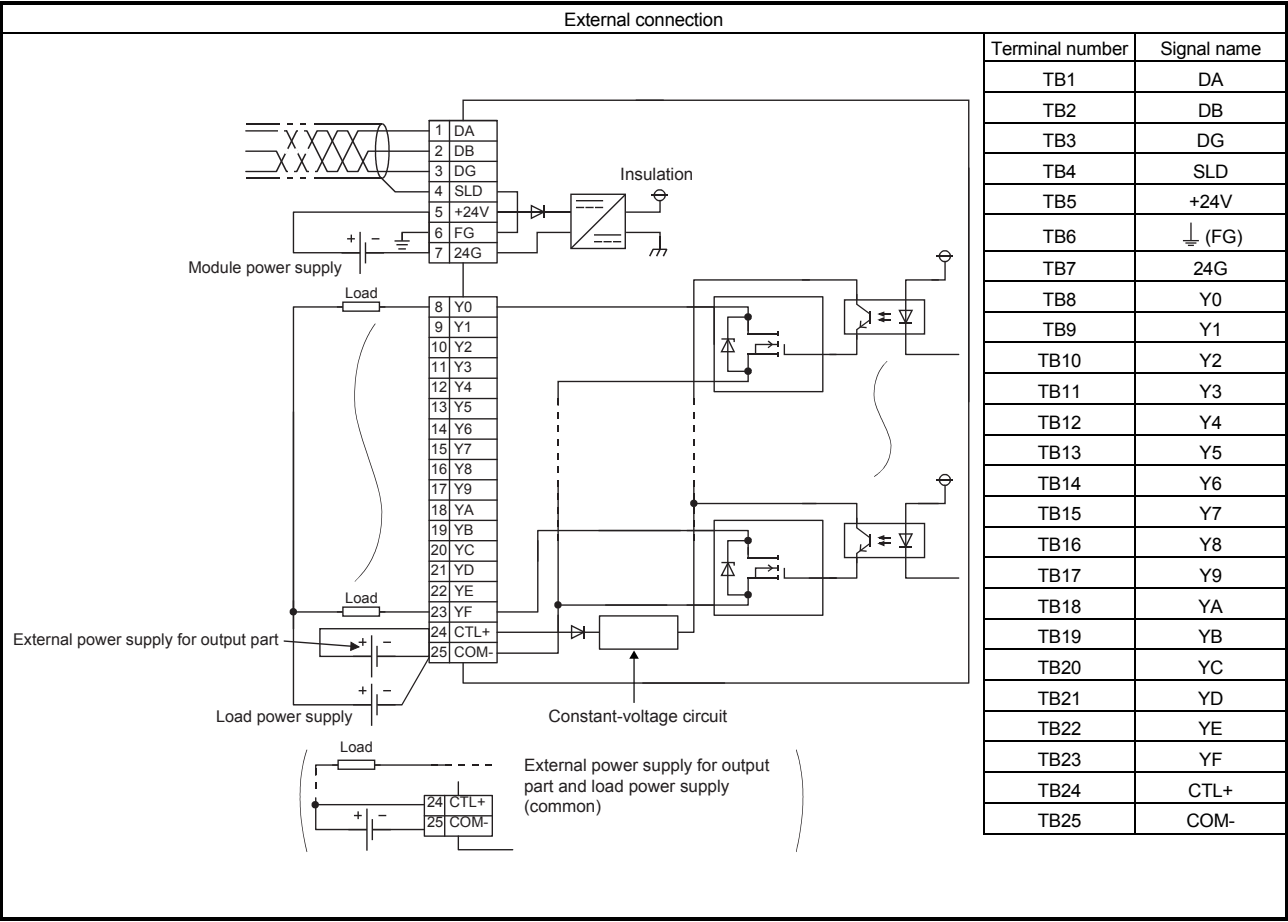 External connection
Terminal number Signal name
TB1 DA
TB2 DB
TB3 DG
TB4 SLD
TB5 +24V
TB6 ⏚ (FG)
TB7 24G
TB8 Y0
TB9 Y1
TB10 Y2
TB11 Y3
TB12 Y4
TB13 Y5
TB14 Y6
TB15 Y7
TB16 Y8
TB17 Y9
TB18 YA
TB19 YB
TB20 YC
TB21 YD
TB22 YE
TB23 YF
TB24 CTL+
TB25 COM-
1 DA
2 DB
3 DG
4 SLD
5 +24V
6 FG
7 24G
Insulation
+ –
Module power supply
Load
8 Y0
9 Y1
10 Y2
11 Y3
12 Y4
13 Y5
14 Y6
15 Y7
16 Y8
17 Y9
18 YA
19 YB
20 YC
21 YD
22 YE
Load
23 YF
24 CTL+
25 COM-
External power supply for output part
+ –
+ –
Load power supply
Constant-voltage circuit
Load
External power supply for output
part and load power supply
(common)
24 CTL+
25 COM-
+ –